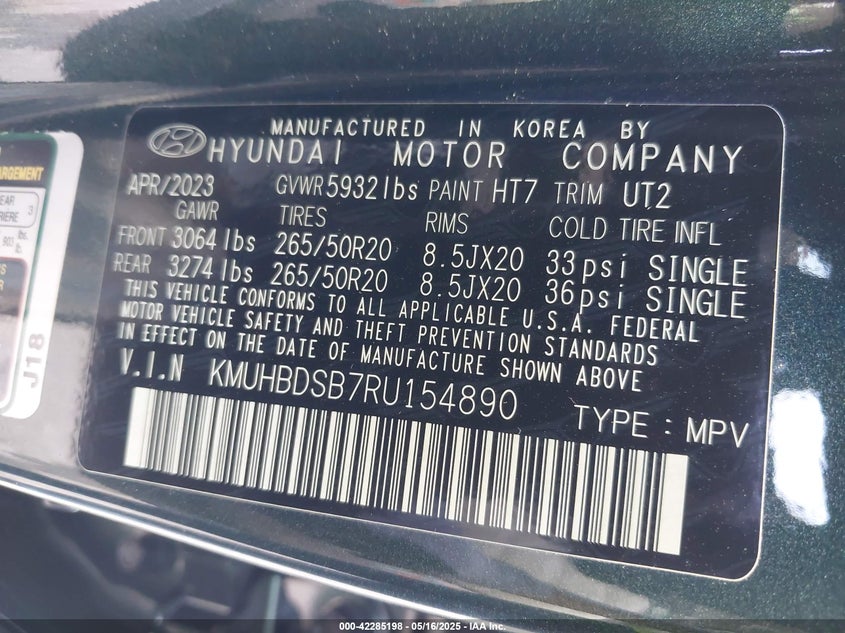 MANUFACTURED IN KOREA BY
HYUNDAI MOTOR COMPANY
APR/2023 GVWR 5932lbs PAINT HT7 TRIM UT2
GAWR TIRES RIMS COLD TIRE INFL
FRONT 3064lbs 265/50R20 8.5JX20 33psi SINGLE
REAR 3274lbs 265/50R20 8.5JX20 36psi SINGLE
THIS VEHICLE CONFORMS TO ALL APPLICABLE U.S.A. FEDERAL
MOTOR VEHICLE SAFETY AND THEFT PREVENTION STANDARDS
IN EFFECT ON THE DATE OF MANUFACTURE SHOWN ABOVE
V.I.N KMUHBDSB7RU154890
TYPE : MPV
3
903
lbs.
J18
000-42285198 - 05/16/2025 - IAA Inc.